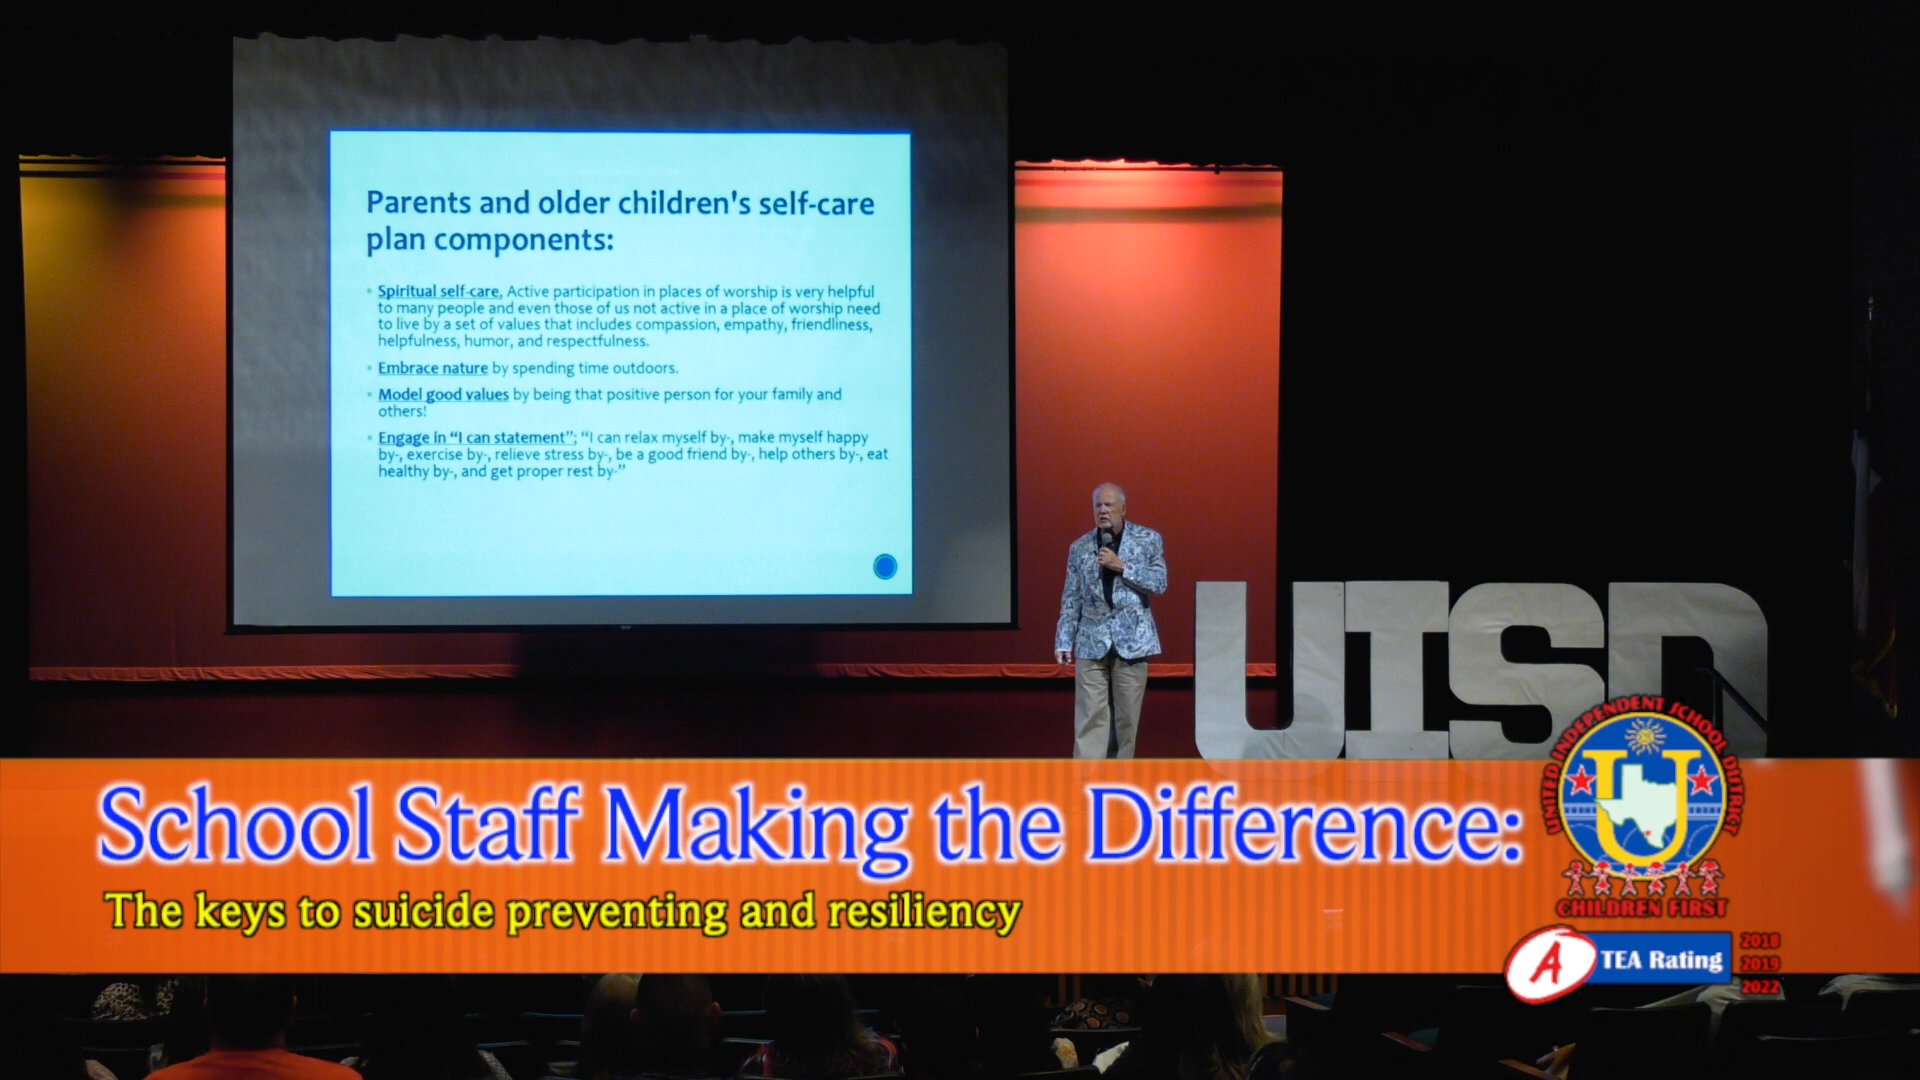 Parents and older children's self-care
plan components:
Spiritual self-care, Active participation in places of worship is very helpful
to many people and even those of us not active in a place of worship need
to live by a set of values that includes compassion, empathy, friendliness,
helpfulness, humor, and respectfulness.
Embrace nature by spending time outdoors.
Model good values by being that positive person for your family and
others!
Engage in “I can statement”; “I can relax myself by-, make myself happy
by-, exercise by-, relieve stress by-, be a good friend by-, help others by-, eat
healthy by-, and get proper rest by-”
UISD
School Staff Making the Difference:
The keys to suicide preventing and resiliency
UNITED INDEPENDENT SCHOOL DISTRICT
U
CHILDREN FIRST
A TEA Rating
2018
2019
2022